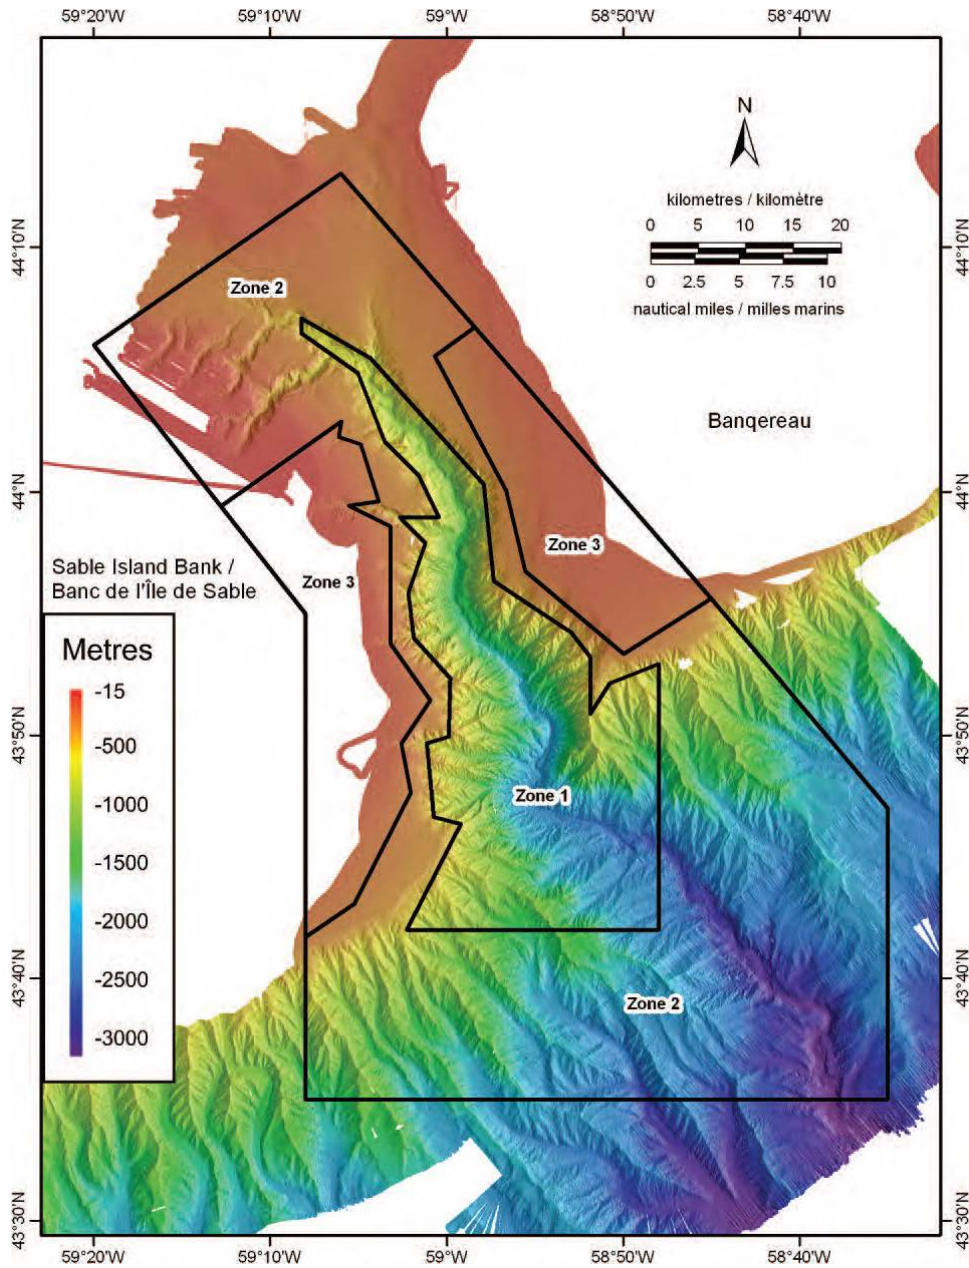 59°20'W 59°10'W 59°W 58°50'W 58°40'W
N
kilometres / kilomètre
0 5 10 15 20
0 2.5 5 7.5 10
nautical miles / milles marins
44°10'N 44°10'N
Zone 2
Banqereau
44°N 44°N
Zone 3
Sable Island Bank /
Banc de l'Île de Sable
Zone 3
Metres
-15
-500
-1000
-1500
-2000
-2500
-3000
43°50'N 43°50'N
Zone 1
43°40'N 43°40'N
Zone 2
43°30'N 43°30'N
59°20'W 59°10'W 59°W 58°50'W 58°40'W